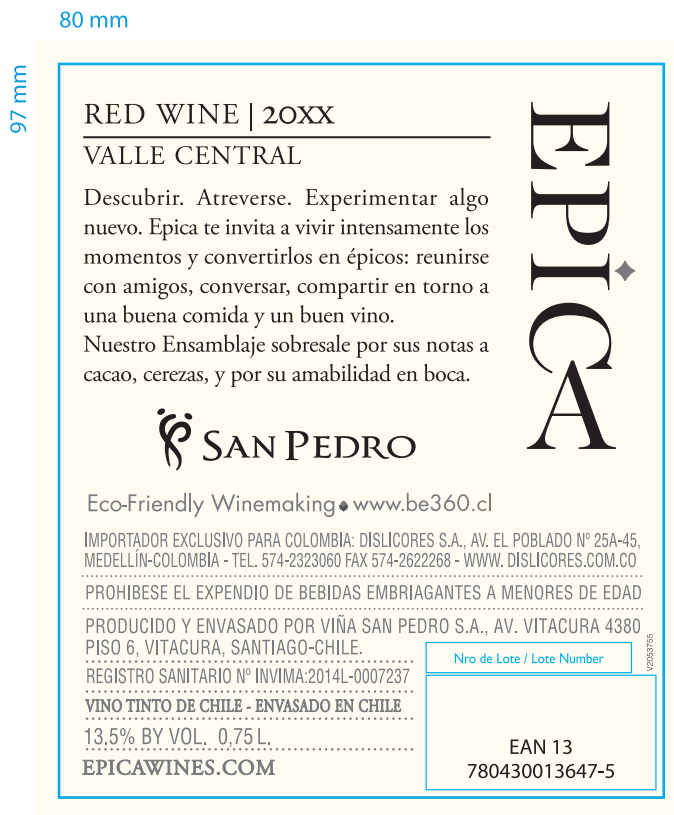 80 mm
97 mm
RED WINE | 20XX
VALLE CENTRAL
Descubrir. Atreverse. Experimentar algo
nuevo. Epica te invita a vivir intensamente los
momentos y convertirlos en épicos: reunirse
con amigos, conversar, compartir en torno a
una buena comida y un buen vino.
Nuestro Ensamblaje sobresale por sus notas a
cacao, cerezas, y por su amabilidad en boca.
EPICA
SAN PEDRO
Eco-Friendly Winemaking www.be360.cl
IMPORTADOR EXCLUSIVO PARA COLOMBIA: DISLICORES S.A., AV. EL POBLADO Nº 25A-45,
MEDELLÍN-COLOMBIA - TEL. 574-2323060 FAX 574-2622268 - WWW. DISLICORES.COM.CO
PROHIBESE EL EXPENDIO DE BEBIDAS EMBRIAGANTES A MENORES DE EDAD
PRODUCIDO Y ENVASADO POR VIÑA SAN PEDRO S.A., AV. VITACURA 4380
PISO 6, VITACURA, SANTIAGO-CHILE.
REGISTRO SANITARIO Nº INVIMA:2014L-0007237
VINO TINTO DE CHILE - ENVASADO EN CHILE
13.5% BY VOL. 0,75 L.
EPICAWINES.COM
Nro de Lote / Lote Number
V2053755
EAN 13
780430013647-5